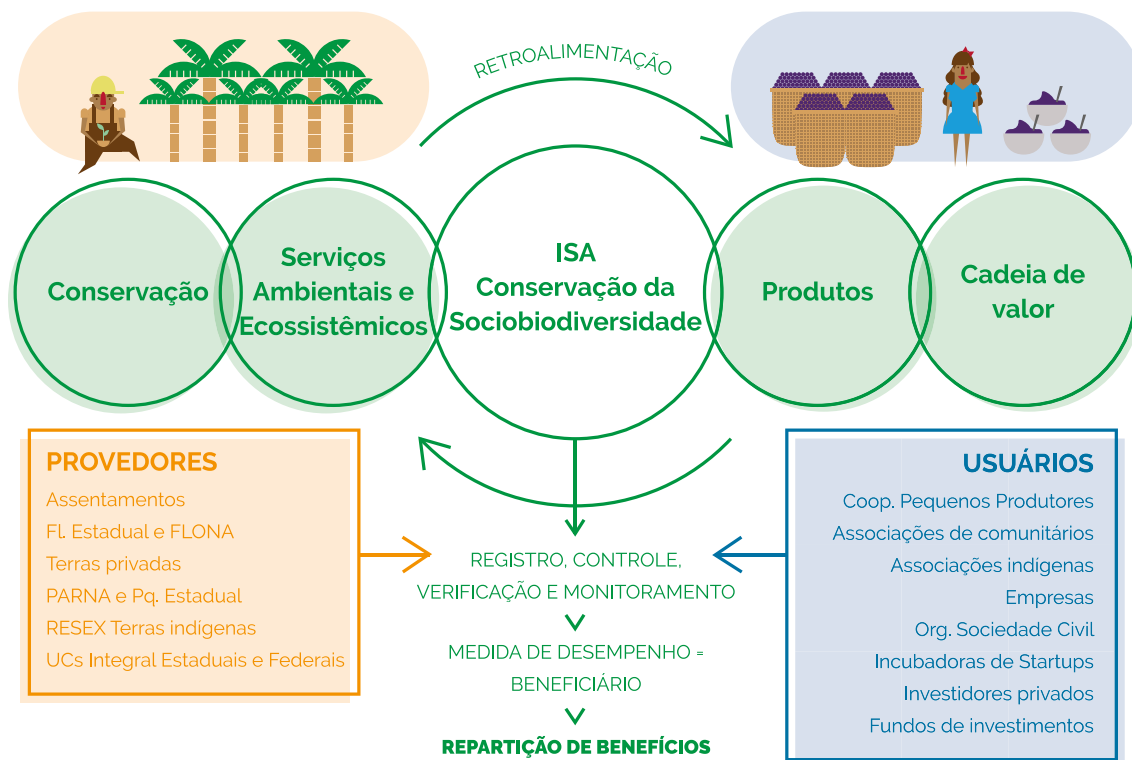 RETROALIMENTAÇÃO
Conservação
Serviços
Ambientais e
Ecossistêmicos
ISA
Conservação da
Sociobiodiversidade
Produtos
Cadeia de
valor
PROVEDORES
Assentamentos
Fl. Estadual e FLONA
Terras privadas
PARNA e Pq. Estadual
RESEX Terras indígenas
UCs Integral Estaduais e Federais
REGISTRO, CONTROLE,
VERIFICAÇÃO E MONITORAMENTO
MEDIDA DE DESEMPENHO =
BENEFICIÁRIO
REPARTIÇÃO DE BENEFÍCIOS
USUÁRIOS
Coop. Pequenos Produtores
Associações de comunitários
Associações indígenas
Empresas
Org. Sociedade Civil
Incubadoras de Startups
Investidores privados
Fundos de investimentos